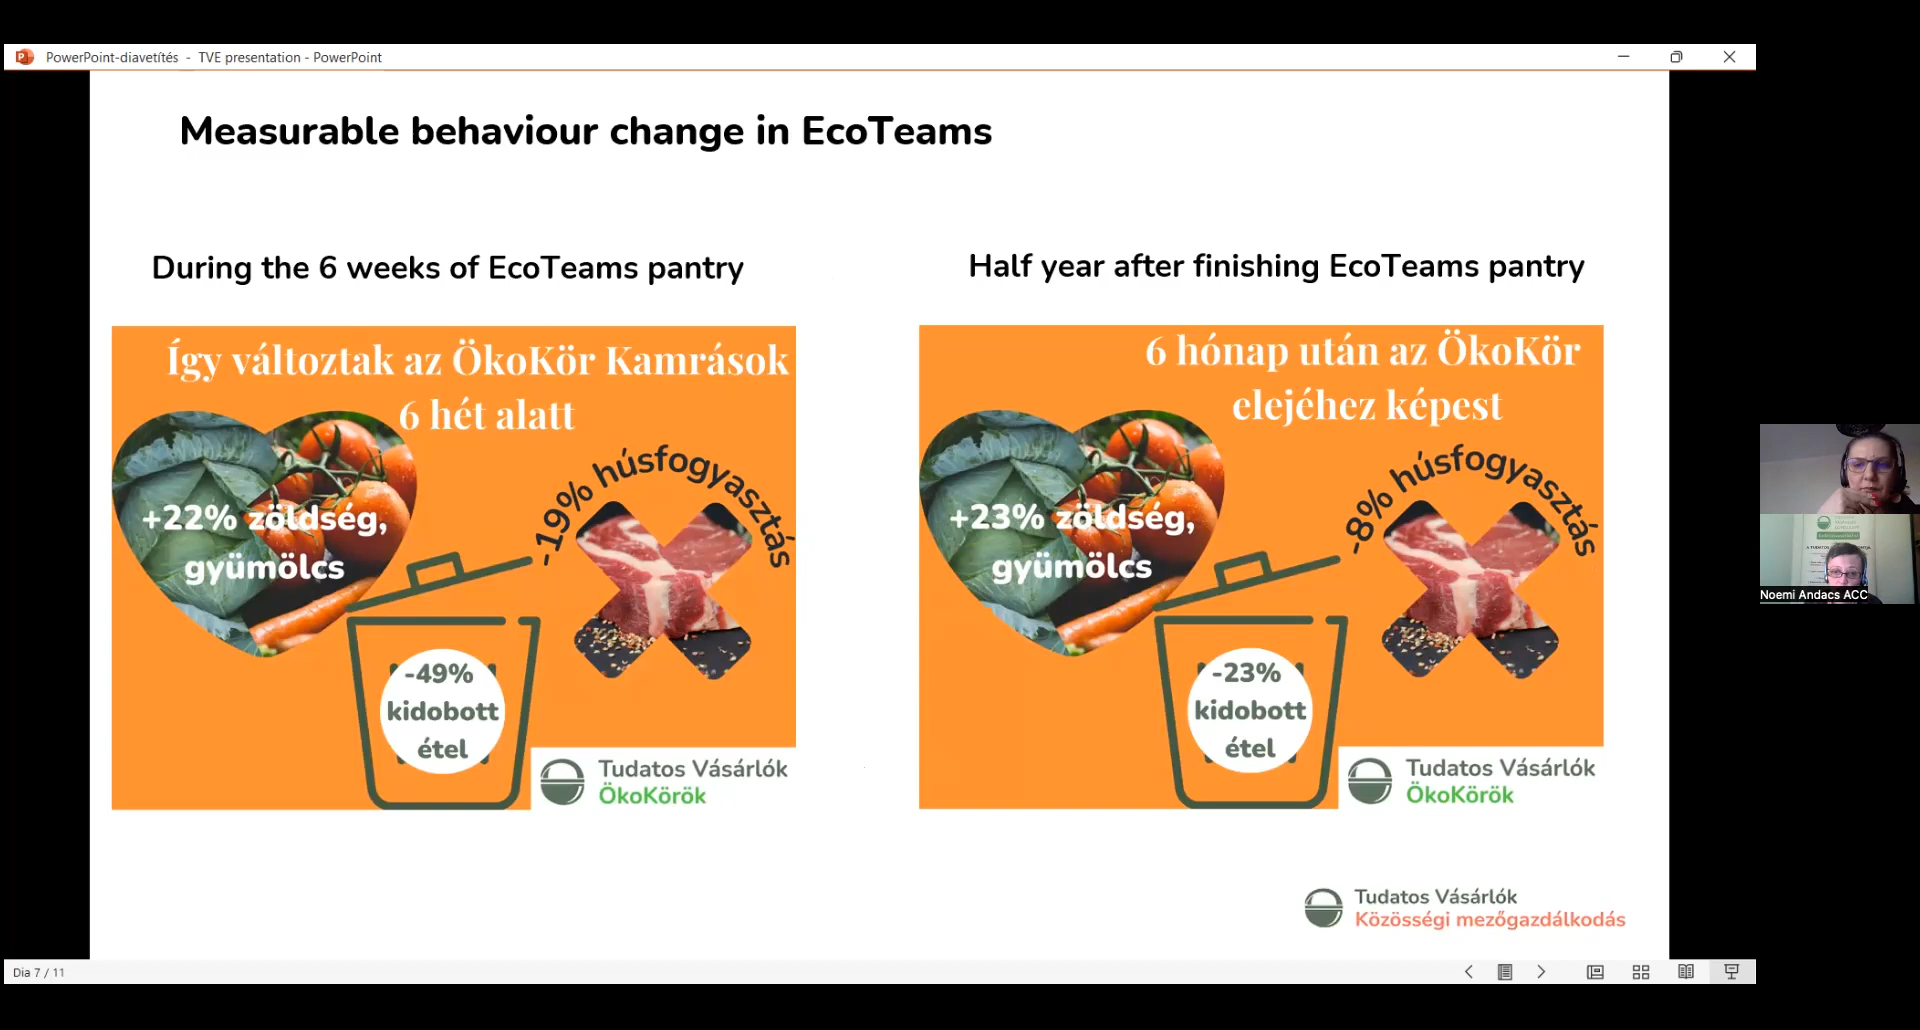 PowerPoint-diavetítés - TVE presentation - PowerPoint
Measurable behaviour change in EcoTeams
During the 6 weeks of EcoTeams pantry
Így változtak az ÖkoKör Kamrások
6 hét alatt
+22% zöldség,
gyümölcs
-19% húsfogyasztás
-49%
kidobott
étel
Tudatos Vásárlók
ÖkoKörök
Half year after finishing EcoTeams pantry
6 hónap után az ÖkoKör
elejéhez képest
+23% zöldség,
gyümölcs
-8% húsfogyasztás
-23%
kidobott
étel
Tudatos Vásárlók
ÖkoKörök
Tudatos Vásárlók
Közösségi mezőgazdálkodás
Dia 7 / 11
Noemi Andacs ACC